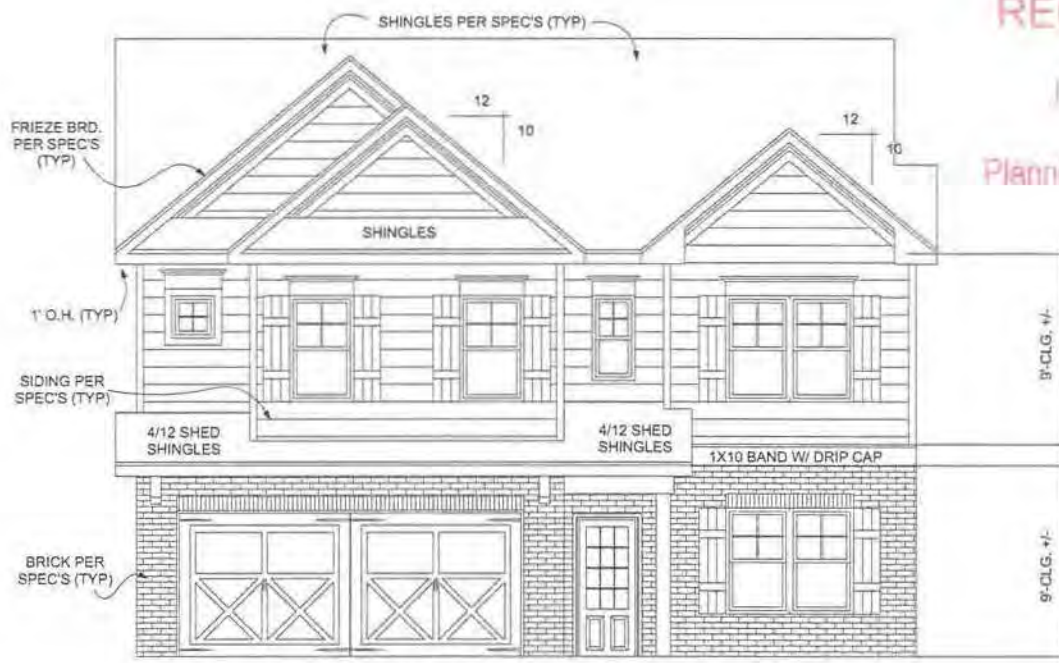 SHINGLES PER SPEC'S (TYP)
FRIEZE BRD.
PER SPEC'S
(TYP)
12
10
12
10
SHINGLES
1' O.H. (TYP)
SIDING PER
SPEC'S (TYP)
4/12 SHED
SHINGLES
4/12 SHED
SHINGLES
1X10 BAND W/ DRIP CAP
BRICK PER
SPEC'S (TYP)
9'-CLG. +/-
9'-CLG. +/-